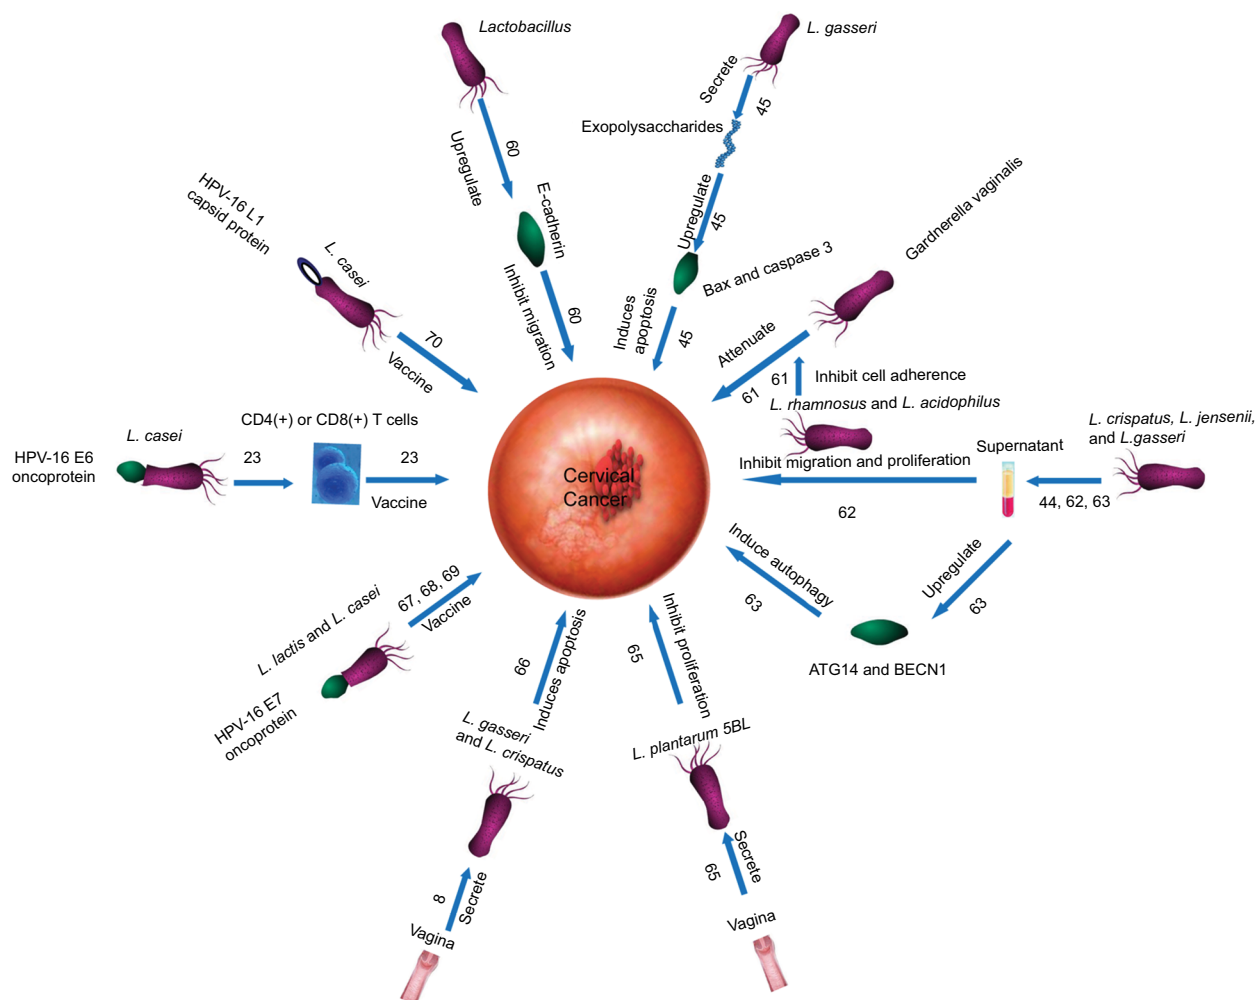 Lactobacillus
60
Upregulate
E-cadherin
Inhibit migration
60
L. gasseri
Secrete
45
Exopolysaccharides
Upregulate
45
Bax and caspase 3
Induces
apoptosis
45
Gardnerella vaginalis
Attenuate
61
61
Inhibit cell adherence
L. rhamnosus and L. acidophilus
L. crispatus, L. jensenii,
and L.gasseri
Supernatant
44, 62, 63
Inhibit migration and proliferation
62
Upregulate
63
ATG14 and BECN1
Induce autophagy
63
HPV-16 L1
capsid protein
L. casei
70
Vaccine
HPV-16 E6
oncoprotein
L. casei
23
CD4(+) or CD8(+) T cells
23
Vaccine
Cervical
Cancer
L. lactis and L. casei
HPV-16 E7
oncoprotein
67, 68, 69
Vaccine
66
Induces apoptosis
L. gasseri
and L. crispatus
8
Secrete
Vagina
65
Inhibit proliferation
L. plantarum 5BL
65
Secrete
Vagina